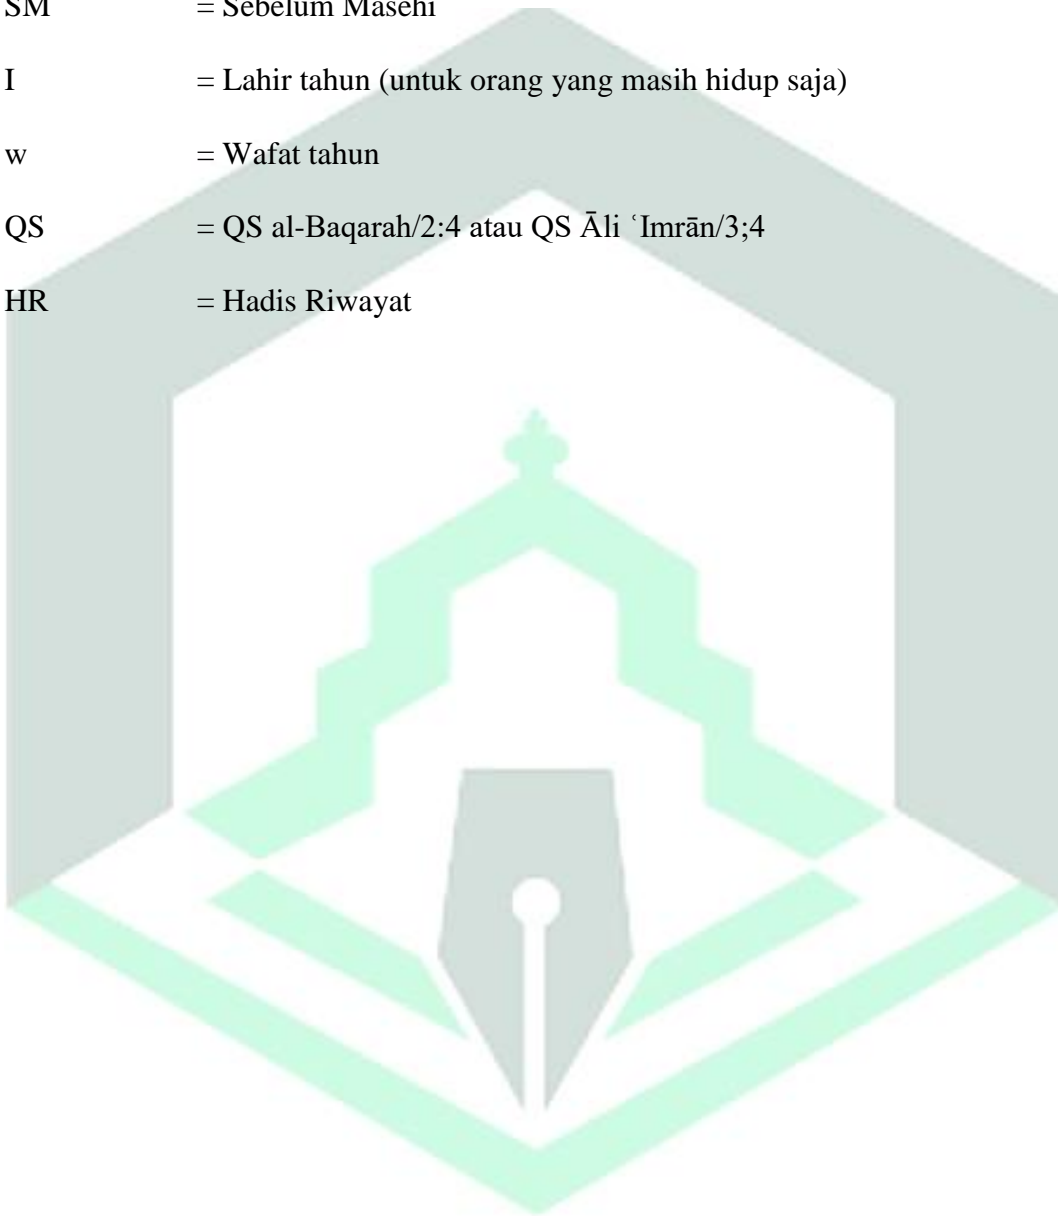 SM = Sebelum Masehi
I = Lahir tahun (untuk orang yang masih hidup saja)
w = Wafat tahun
QS = QS al-Baqarah/2:4 atau QS Āli ‘Imrān/3;4
HR = Hadis Riwayat